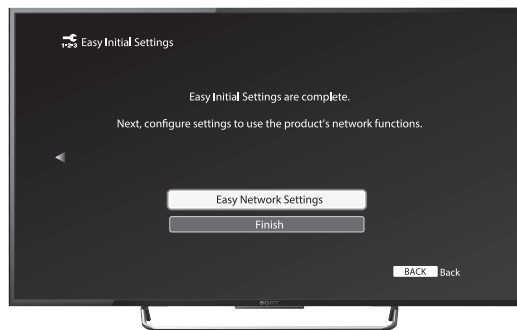 Easy Initial Settings
Easy Initial Settings are complete.
Next, configure settings to use the product's network functions.
Easy Network Settings
Finish
BACK Back
SONY